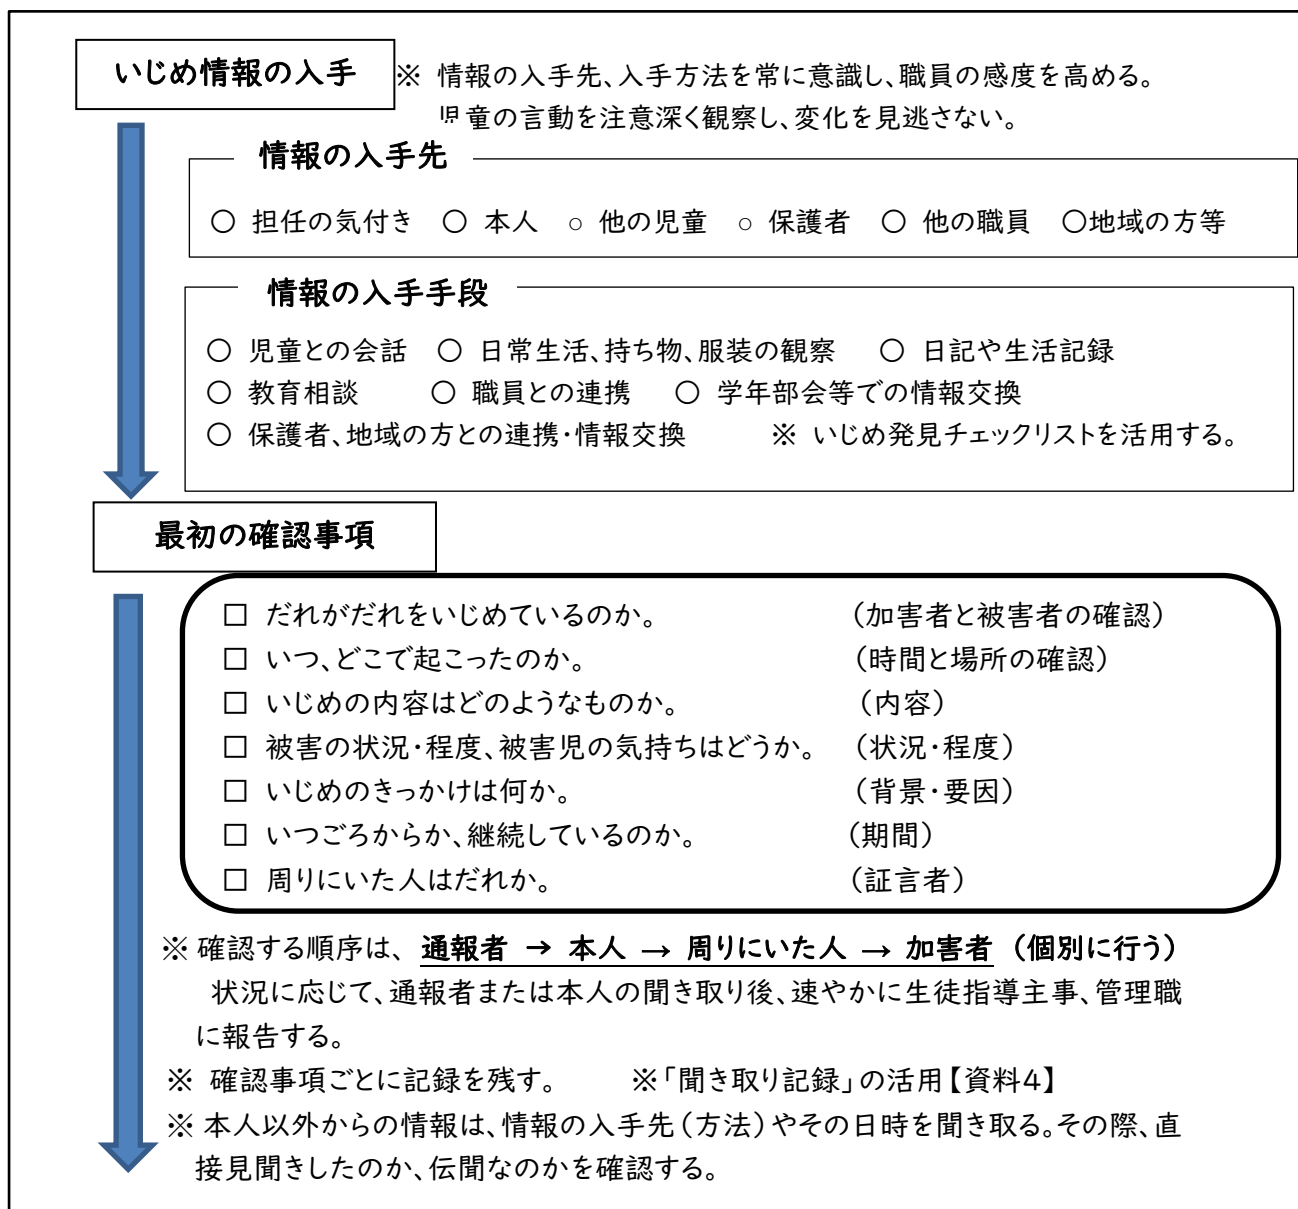 いじめ情報の入手
※ 情報の入手先、入手方法を常に意識し、職員の感度を高める。
児童の言動を注意深く観察し、変化を見逃さない。
情報の入手先
○ 担任の気付き ○ 本人 ○ 他の児童 ○ 保護者 ○ 他の職員 ○地域の方等
情報の入手手段
○ 児童との会話 ○ 日常生活、持ち物、服装の観察 ○ 日記や生活記録
○ 教育相談 ○ 職員との連携 ○ 学年部会等での情報交換
○ 保護者、地域の方との連携・情報交換 ※ いじめ発見チェックリストを活用する。
最初の確認事項
□ だれがだれをいじめているのか。 (加害者と被害者の確認)
□ いつ、どこで起こったのか。 (時間と場所の確認)
□ いじめの内容はどのようなものか。 (内容)
□ 被害の状況・程度、被害児の気持ちはどうか。 (状況・程度)
□ いじめのきっかけは何か。 (背景・要因)
□ いつごろからか、継続しているのか。 (期間)
□ 周りにいた人はだれか。 (証言者)
※ 確認する順序は、 通報者 → 本人 → 周りにいた人 → 加害者 (個別に行う)
状況に応じて、通報者または本人の聞き取り後、速やかに生徒指導主事、管理職
に報告する。
※ 確認事項ごとに記録を残す。 ※「聞き取り記録」の活用【資料4】
※ 本人以外からの情報は、情報の入手先(方法)やその日時を聞き取る。その際、直
接見聞きしたのか、伝聞なのかを確認する。